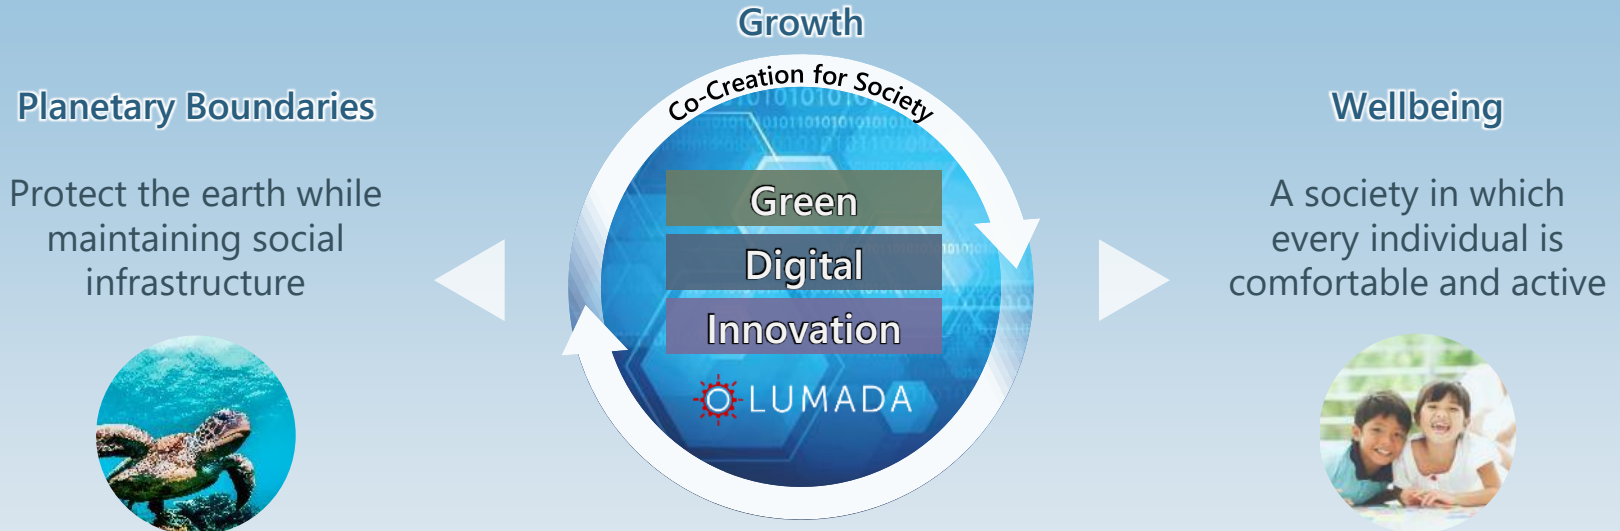 Growth
Co-Creation for Society
Planetary Boundaries
Protect the earth while
maintaining social
infrastructure
Green
Digital
Innovation
LUMADA
Wellbeing
A society in which
every individual is
comfortable and active